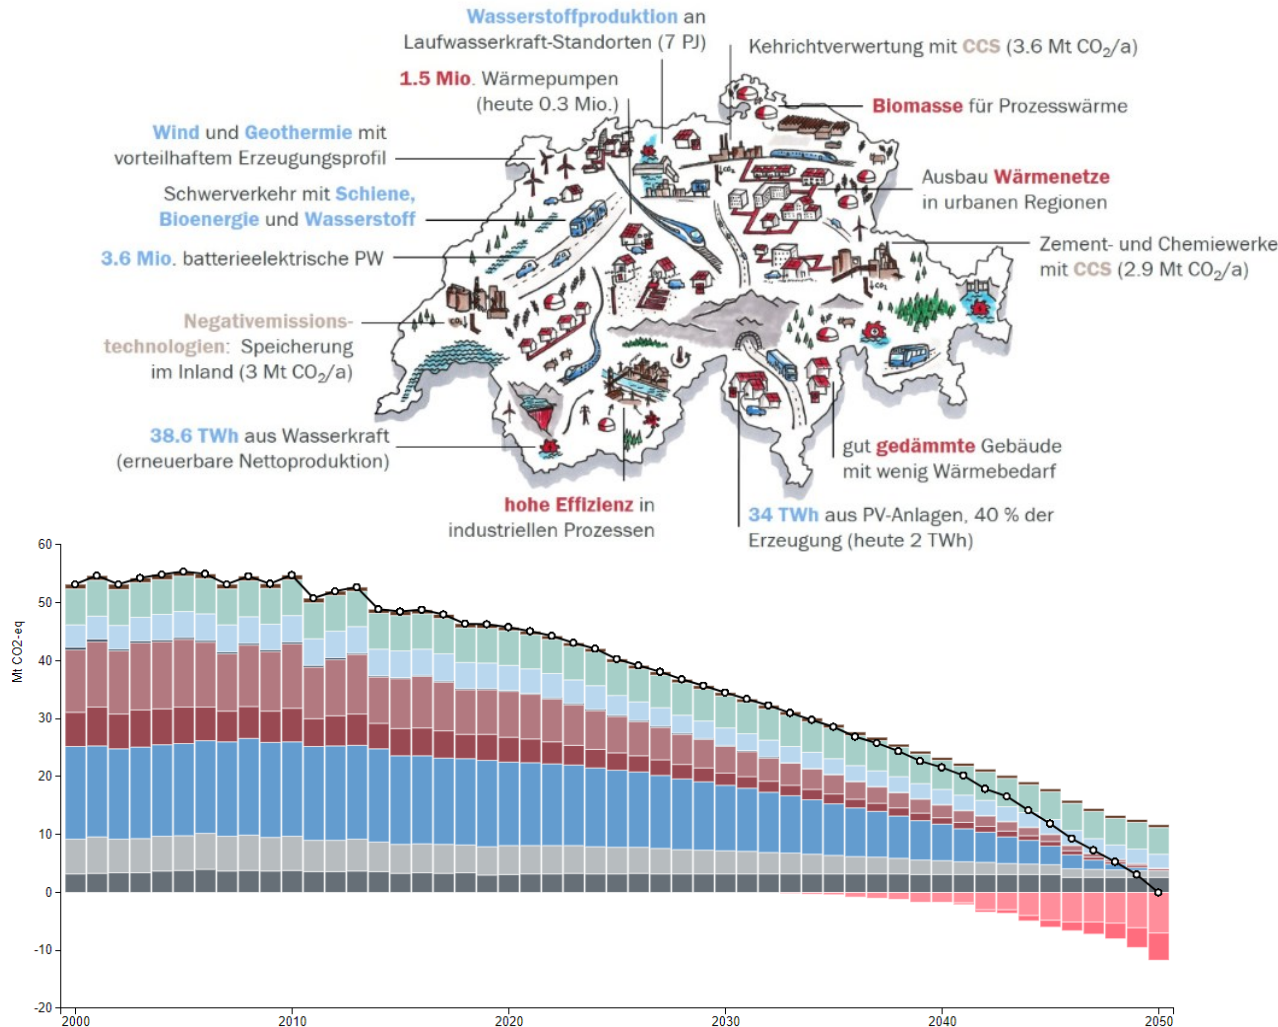 Wasserstoffproduktion an
Laufwasserkraft-Standorten (7 PJ)
Kehrichtverwertung mit CCS (3.6 Mt CO₂/a)
1.5 Mio. Wärmepumpen
(heute 0.3 Mio.)
Biomasse für Prozesswärme
Wind und Geothermie mit
vorteilhaftem Erzeugungsprofil
Ausbau Wärmenetze
in urbanen Regionen
Schwerverkehr mit Schiene,
Bioenergie und Wasserstoff
Zement- und Chemiewerke
mit CCS (2.9 Mt CO₂/a)
3.6 Mio. batterieelektrische PW
Negativemissions-
technologien: Speicherung
im Inland (3 Mt CO₂/a)
38.6 TWh aus Wasserkraft
(erneuerbare Nettoproduktion)
gut gedämmte Gebäude
mit wenig Wärmebedarf
hohe Effizienz in
industriellen Prozessen
34 TWh aus PV-Anlagen, 40 % der
Erzeugung (heute 2 TWh)
CO₂
CO₂
CO₂
Mt CO2-eq
60
50
40
30
20
10
0
-10
-20
2000
2010
2020
2030
2040
2050